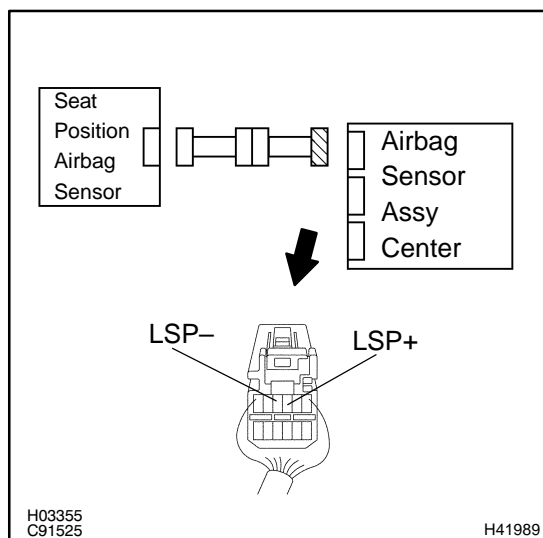 Seat
Position
Airbag
Sensor
Airbag
Sensor
Assy
Center
LSP–
LSP+
H03355
C91525
H41989